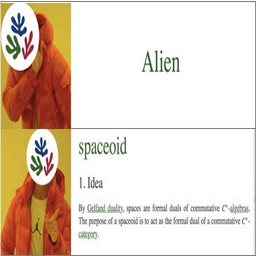 Alien
spaceoid
1. Idea
By Gelfand duality, spaces are formal duals of commutative C*-algebras.
The purpose of a spaceoid is to act as the formal dual of a commutative C*-
category.